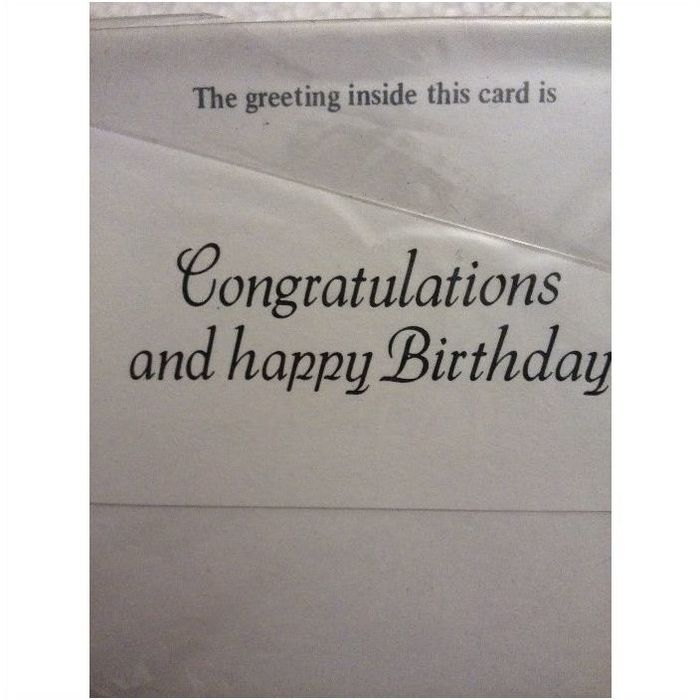 The greeting inside this card is
Congratulations
and happy Birthday